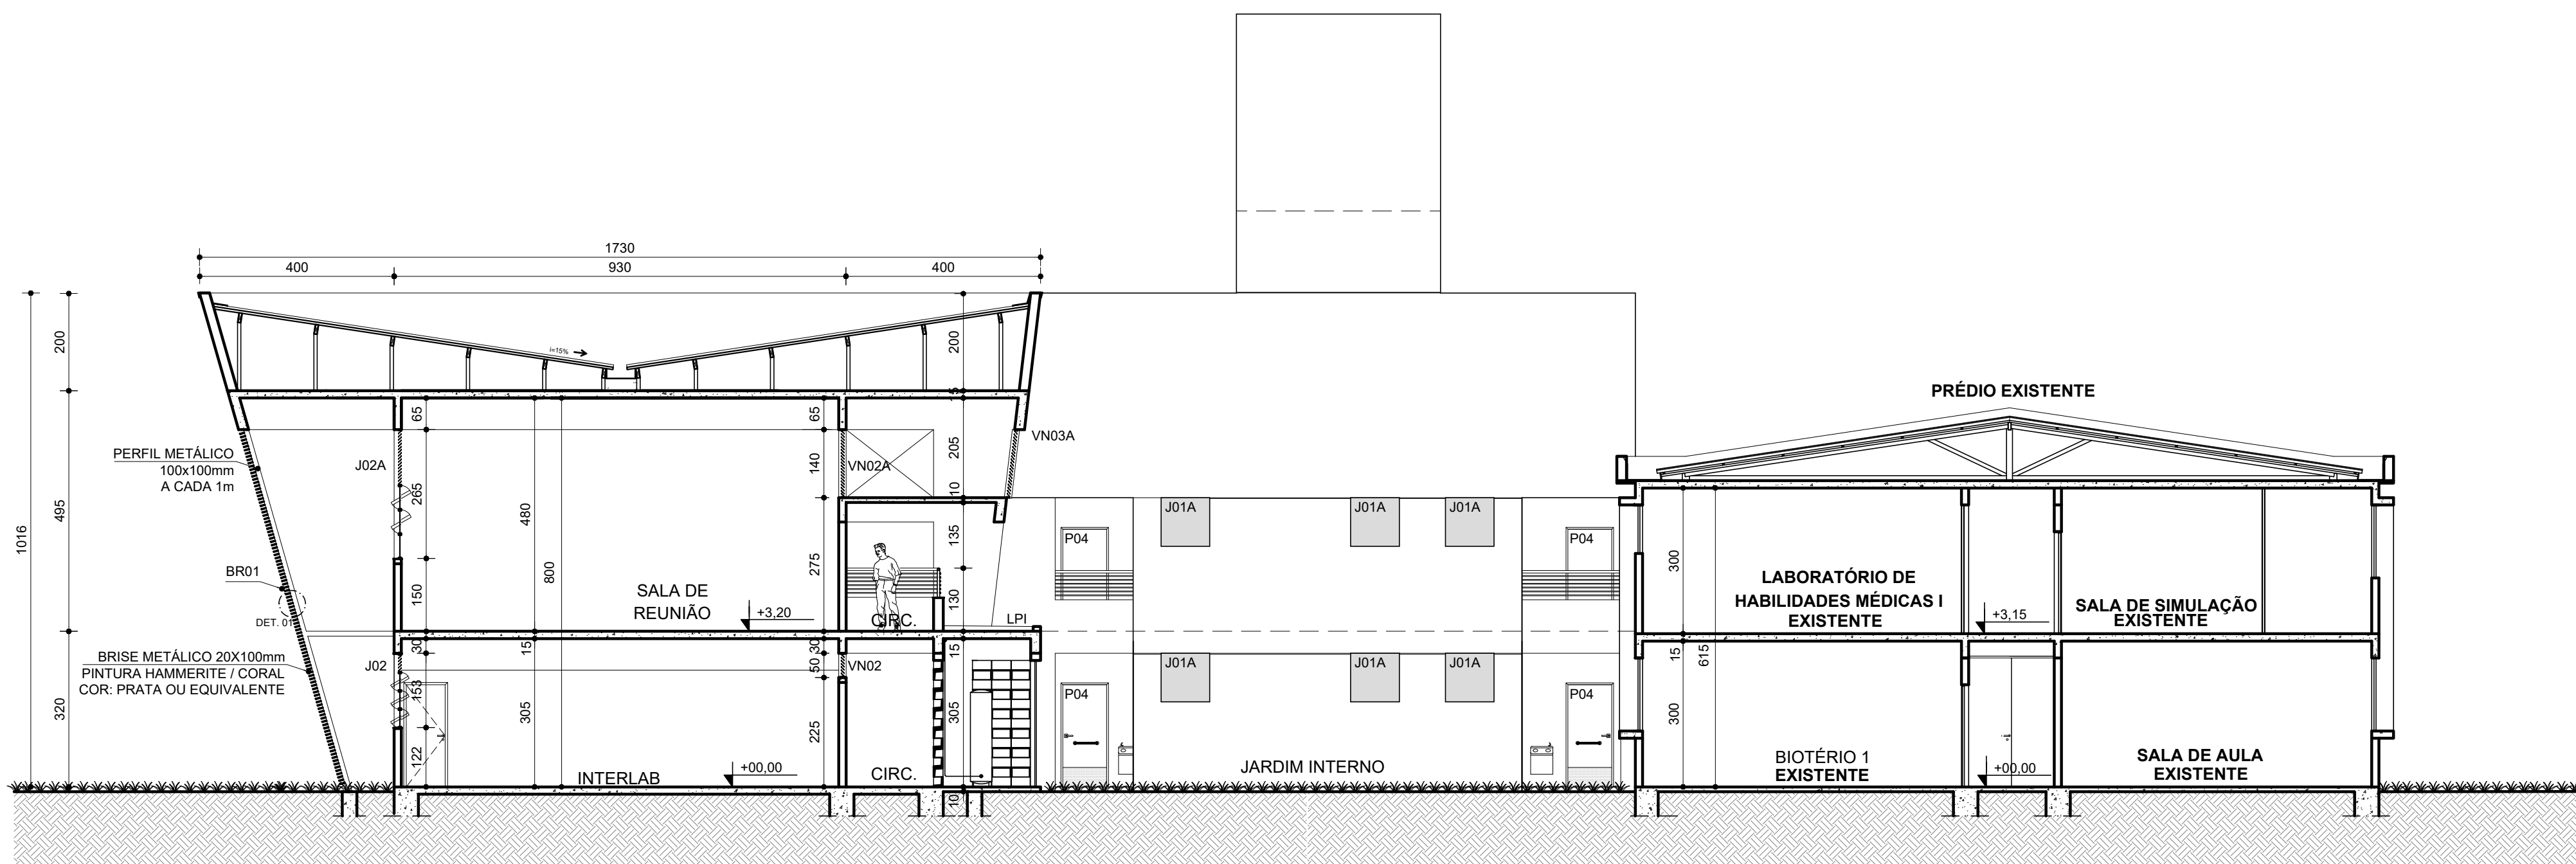 1730
400
930
400
1016
200
495
320
200
i=15%
15
65
65
PERFIL METÁLICO
100x100mm
A CADA 1m
J02A
265
480
800
140
VN02A
205
VN03A
10
BR01
DET. 01
150
SALA DE
REUNIÃO
+3,20
275
135
130
CIRC.
LPI
BRISE METÁLICO 20X100mm
PINTURA HAMMERITE / CORAL
COR: PRATA OU EQUIVALENTE
J02
30
153
122
15
305
30
50
225
VN02
15
305
10
INTERLAB
+00,00
CIRC.
P04
J01A
J01A
J01A
P04
P04
J01A
J01A
J01A
P04
JARDIM INTERNO
PRÉDIO EXISTENTE
300
LABORATÓRIO DE
HABILIDADES MÉDICAS I
EXISTENTE
+3,15
SALA DE SIMULAÇÃO
EXISTENTE
15
615
300
BIOTÉRIO 1
EXISTENTE
+00,00
SALA DE AULA
EXISTENTE